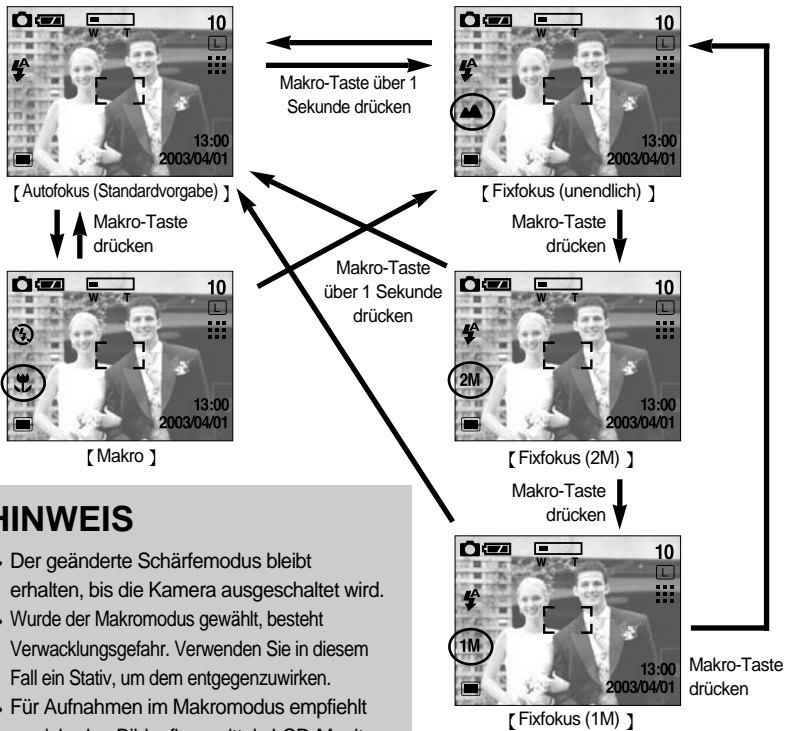 W T 10
L
A
13:00
2003/04/01
【 Autofokus (Standardvorgabe) 】
Makro-Taste über 1
Sekunde drücken
W T 10
L
A
13:00
2003/04/01
【 Fixfokus (unendlich) 】
Makro-Taste
drücken
Makro-Taste
drücken
Makro-Taste
über 1 Sekunde
drücken
W T 10
L
13:00
2003/04/01
【 Makro 】
W T 10
L
A
2M
13:00
2003/04/01
【 Fixfokus (2M) 】
Makro-Taste
drücken
W T 10
L
A
1M
13:00
2003/04/01
【 Fixfokus (1M) 】
Makro-Taste
drücken
HINWEIS
Der geänderte Schärfemodus bleibt
erhalten, bis die Kamera ausgeschaltet wird.
Wurde der Makromodus gewählt, besteht
Verwacklungsgefahr. Verwenden Sie in diesem
Fall ein Stativ, um dem entgegenzuwirken.
Für Aufnahmen im Makromodus empfiehlt